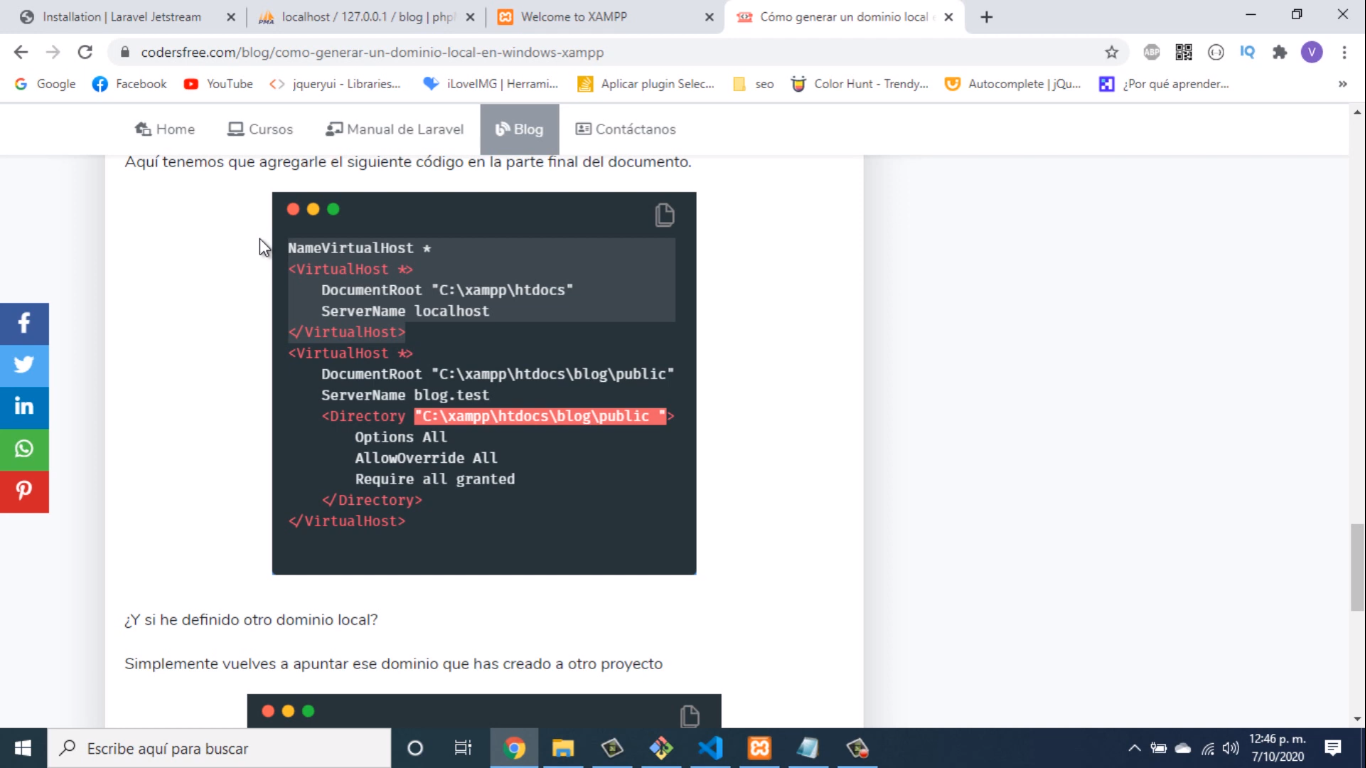 Installation | Laravel Jetstream
localhost / 127.0.0.1 / blog | php
Welcome to XAMPP
Cómo generar un dominio local
codersfree.com/blog/como-generar-un-dominio-local-en-windows-xampp
ABP
IQ
V
Google
Facebook
YouTube
jqueryui - Libraries...
iLoveIMG | Herrami...
Aplicar plugin Selec...
seo
Color Hunt - Trendy...
Autocomplete | jQu...
¿Por qué aprender...
Home
Cursos
Manual de Laravel
Blog
Contáctanos
Aquí tenemos que agregarle el siguiente código en la parte final del documento.
NameVirtualHost *
<VirtualHost *>
DocumentRoot "C:\xampp\htdocs"
ServerName localhost
</VirtualHost>
<VirtualHost *>
DocumentRoot "C:\xampp\htdocs\blog\public"
ServerName blog.test
<Directory "C:\xampp\htdocs\blog\public ">
Options All
AllowOverride All
Require all granted
</Directory>
</VirtualHost>
¿Y si he definido otro dominio local?
Simplemente vuelves a apuntar ese dominio que has creado a otro proyecto
Escribe aquí para buscar
12:46 p. m.
7/10/2020